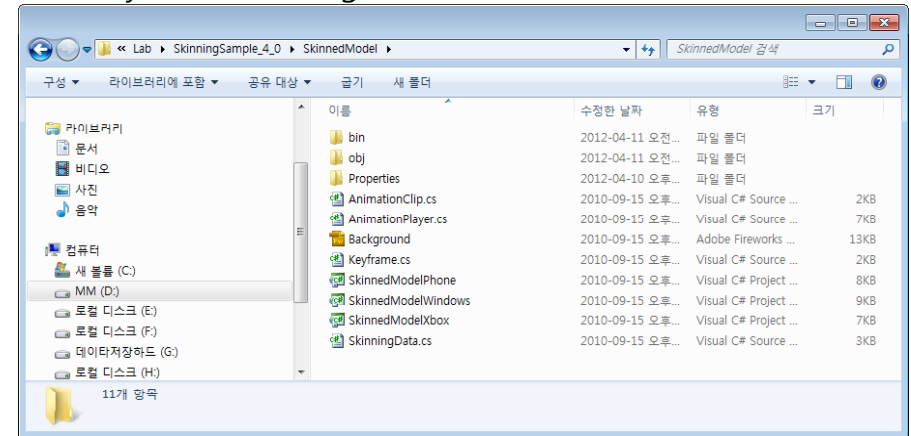 « Lab ▸ SkinningSample_4_0 ▸ SkinnedModel ▸
SkinnedModel 검색
구성 ▼ 라이브러리에 포함 ▼ 공유 대상 ▼ 굽기 새 폴더
이름 수정한 날짜 유형 크기
라이브러리
문서
비디오
사진
음악
컴퓨터
새 볼륨 (C:)
MM (D:)
로컬 디스크 (E:)
로컬 디스크 (F:)
데이타저장하드 (G:)
로컬 디스크 (H:)
bin 2012-04-11 오전... 파일 폴더
obj 2012-04-11 오전... 파일 폴더
Properties 2012-04-10 오후... 파일 폴더
AnimationClip.cs 2010-09-15 오후... Visual C# Source ... 2KB
AnimationPlayer.cs 2010-09-15 오후... Visual C# Source ... 7KB
Background 2010-09-15 오후... Adobe Fireworks ... 13KB
Keyframe.cs 2010-09-15 오후... Visual C# Source ... 2KB
SkinnedModelPhone 2010-09-15 오후... Visual C# Project ... 8KB
SkinnedModelWindows 2010-09-15 오후... Visual C# Project ... 9KB
SkinnedModelXbox 2010-09-15 오후... Visual C# Project ... 7KB
SkinningData.cs 2010-09-15 오후... Visual C# Source ... 3KB
11개 항목